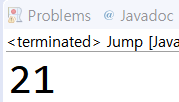 Problems @ Javadoc
<terminated> Jump [Java
21